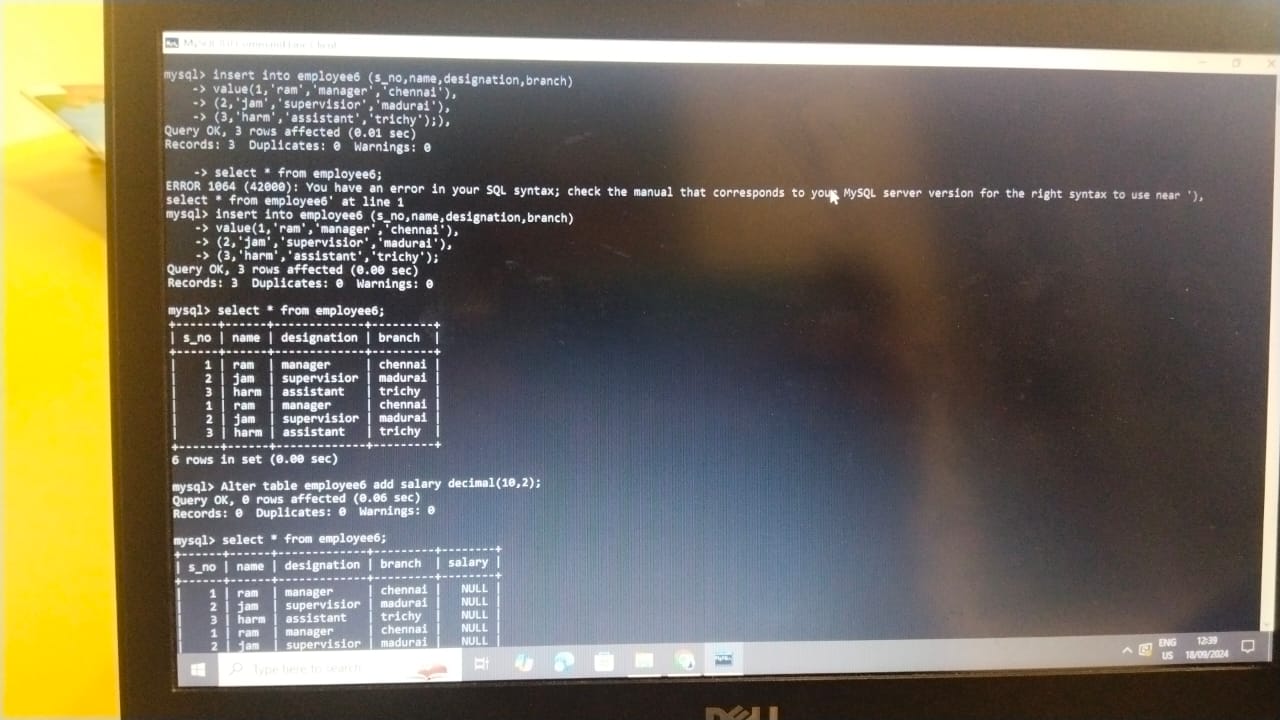 MySQL 8.0 Command Line Client
mysql> insert into employee6 (s_no,name,designation,branch)
-> value(1,'ram','manager','chennai'),
-> (2,'jam','supervisior','madurai'),
-> (3,'harm','assistant','trichy');),
Query OK, 3 rows affected (0.01 sec)
Records: 3 Duplicates: 0 Warnings: 0
-> select * from employee6;
ERROR 1064 (42000): You have an error in your SQL syntax; check the manual that corresponds to your MySQL server version for the right syntax to use near '),
select * from employee6' at line 1
mysql> insert into employee6 (s_no,name,designation,branch)
-> value(1,'ram','manager','chennai'),
-> (2,'jam','supervisior','madurai'),
-> (3,'harm','assistant','trichy');
Query OK, 3 rows affected (0.00 sec)
Records: 3 Duplicates: 0 Warnings: 0
mysql> select * from employee6;
+------+------+-------------+---------+
| s_no | name | designation | branch |
+------+------+-------------+---------+
| 1 | ram | manager | chennai |
| 2 | jam | supervisior | madurai |
| 3 | harm | assistant | trichy |
| 1 | ram | manager | chennai |
| 2 | jam | supervisior | madurai |
| 3 | harm | assistant | trichy |
+------+------+-------------+---------+
6 rows in set (0.00 sec)
mysql> Alter table employee6 add salary decimal(10,2);
Query OK, 0 rows affected (0.06 sec)
Records: 0 Duplicates: 0 Warnings: 0
mysql> select * from employee6;
+------+------+-------------+---------+--------+
| s_no | name | designation | branch | salary |
+------+------+-------------+---------+--------+
| 1 | ram | manager | chennai | NULL |
| 2 | jam | supervisior | madurai | NULL |
| 3 | harm | assistant | trichy | NULL |
| 1 | ram | manager | chennai | NULL |
| 2 | jam | supervisior | madurai | NULL |
Type here to search
ENG
US
12:39
18/09/2024
DELL